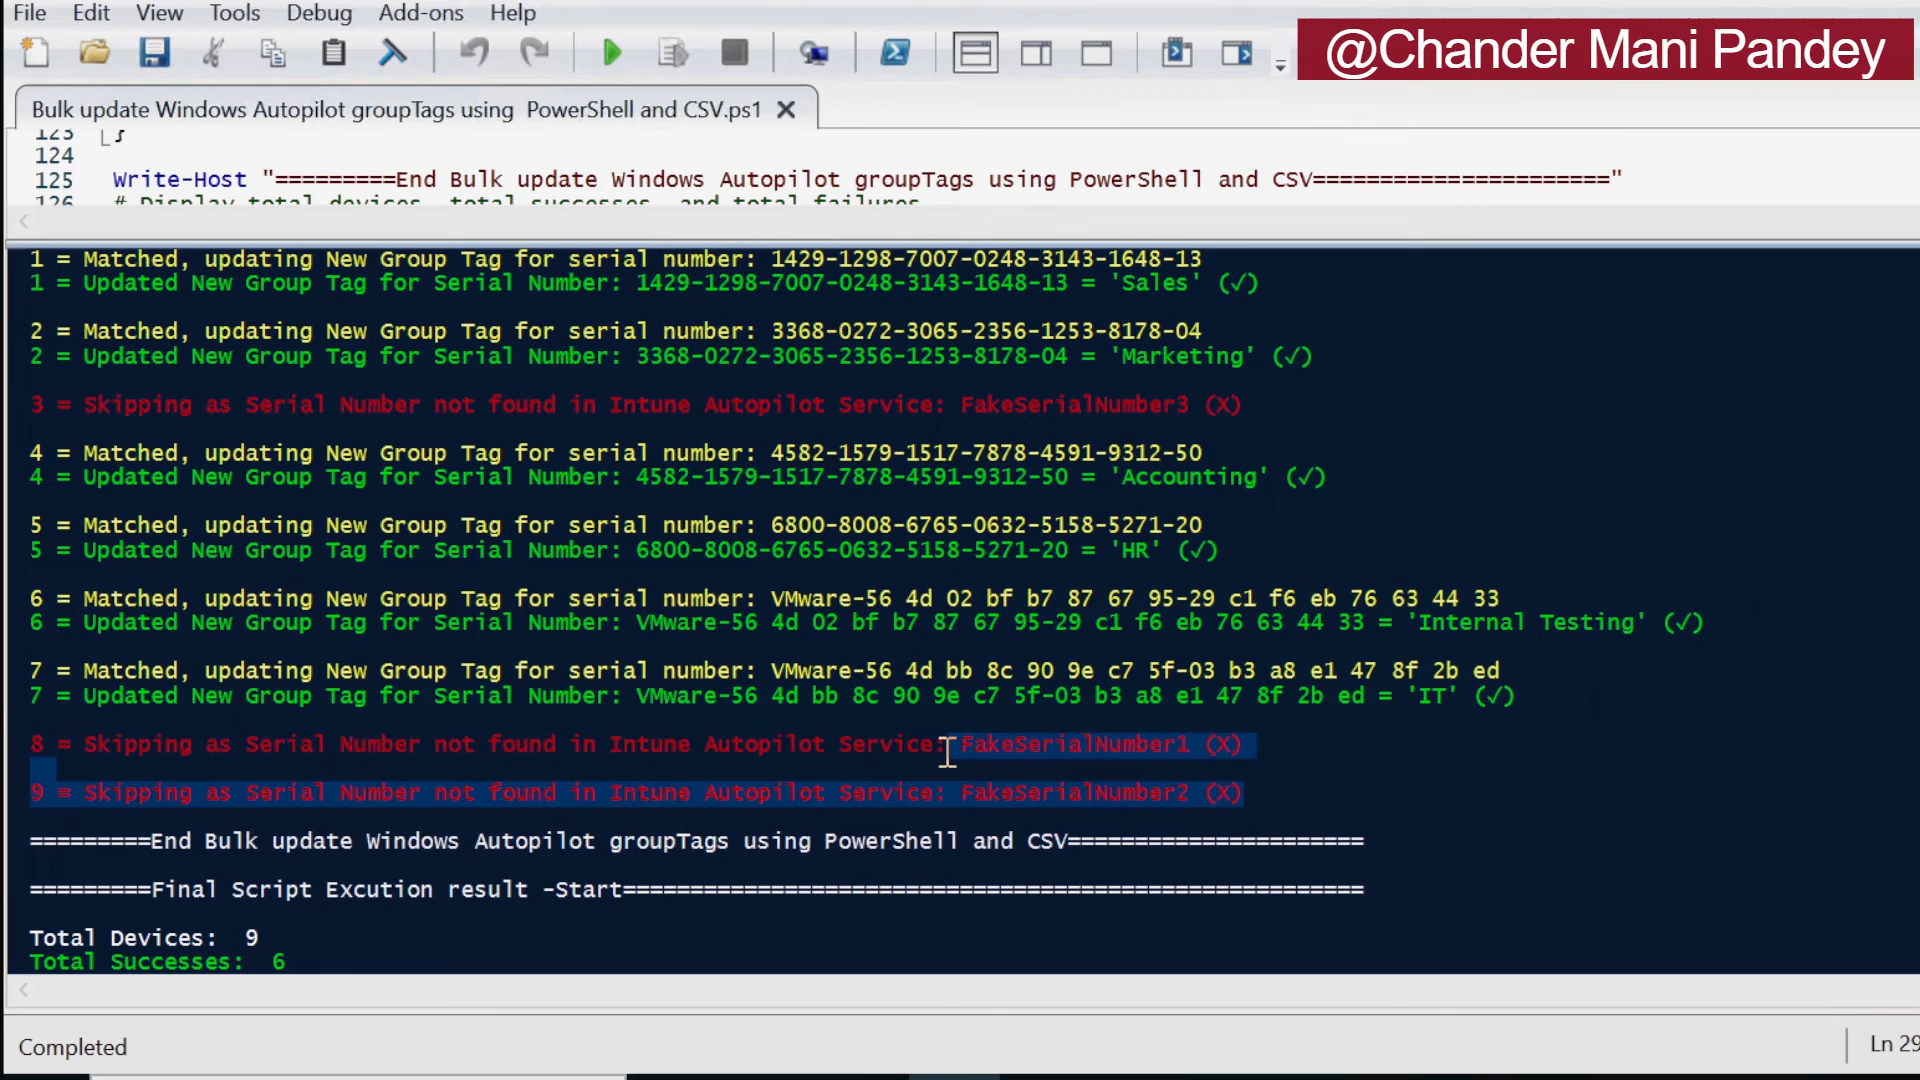 File Edit View Tools Debug Add-ons Help
@Chander Mani Pandey
Bulk update Windows Autopilot groupTags using PowerShell and CSV.ps1
123 }
124
125 Write-Host "=========End Bulk update Windows Autopilot groupTags using PowerShell and CSV======================"
126 # Display total devices, total successes, and total failures
1 = Matched, updating New Group Tag for serial number: 1429-1298-7007-0248-3143-1648-13
1 = Updated New Group Tag for Serial Number: 1429-1298-7007-0248-3143-1648-13 = 'Sales' (✓)
2 = Matched, updating New Group Tag for serial number: 3368-0272-3065-2356-1253-8178-04
2 = Updated New Group Tag for Serial Number: 3368-0272-3065-2356-1253-8178-04 = 'Marketing' (✓)
3 = Skipping as Serial Number not found in Intune Autopilot Service: FakeSerialNumber3 (X)
4 = Matched, updating New Group Tag for serial number: 4582-1579-1517-7878-4591-9312-50
4 = Updated New Group Tag for Serial Number: 4582-1579-1517-7878-4591-9312-50 = 'Accounting' (✓)
5 = Matched, updating New Group Tag for serial number: 6800-8008-6765-0632-5158-5271-20
5 = Updated New Group Tag for Serial Number: 6800-8008-6765-0632-5158-5271-20 = 'HR' (✓)
6 = Matched, updating New Group Tag for serial number: VMware-56 4d 02 bf b7 87 67 95-29 c1 f6 eb 76 63 44 33
6 = Updated New Group Tag for Serial Number: VMware-56 4d 02 bf b7 87 67 95-29 c1 f6 eb 76 63 44 33 = 'Internal Testing' (✓)
7 = Matched, updating New Group Tag for serial number: VMware-56 4d bb 8c 90 9e c7 5f-03 b3 a8 e1 47 8f 2b ed
7 = Updated New Group Tag for Serial Number: VMware-56 4d bb 8c 90 9e c7 5f-03 b3 a8 e1 47 8f 2b ed = 'IT' (✓)
8 = Skipping as Serial Number not found in Intune Autopilot Service: FakeSerialNumber1 (X)
9 = Skipping as Serial Number not found in Intune Autopilot Service: FakeSerialNumber2 (X)
=========End Bulk update Windows Autopilot groupTags using PowerShell and CSV======================
=========Final Script Excution result -Start=======================================================
Total Devices:  9
Total Successes:  6
Completed
Ln 29